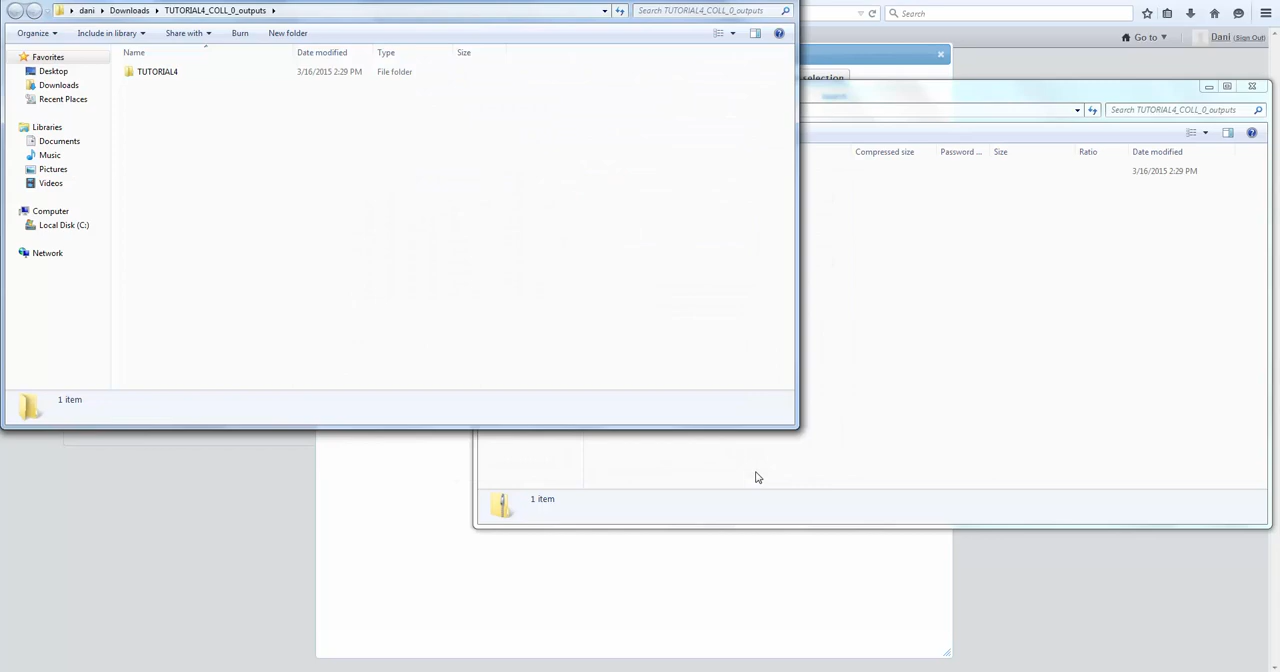 dani Downloads TUTORIAL4_COLL_0_outputs
Search TUTORIAL4_COLL_0_outputs
Search
Organize Include in library Share with Burn New folder
Go to Dani (Sign Out)
Name Date modified Type Size
TUTORIAL4 3/16/2015 2:29 PM File folder
selection
Search TUTORIAL4_COLL_0_outputs
Compressed size Password ... Size Ratio Date modified
3/16/2015 2:29 PM
Favorites
Desktop
Downloads
Recent Places
Libraries
Documents
Music
Pictures
Videos
Computer
Local Disk (C:)
Network
1 item
1 item